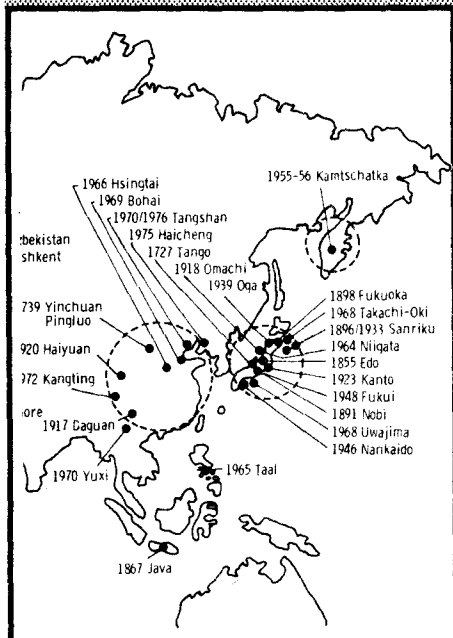 1966 Hsingtai
1969 Bohai
1970/1976 Tangshan
1975 Haicheng
1727 Tango
1918 Omachi
1939 Oga
1955-56 Kamtschatka
zbekistan
shkent
739 Yinchuan
Pingluo
920 Haiyuan
972 Kangting
ore
1917 Daguan
1970 Yuxi
1898 Fukuoka
1968 Takachi-Oki
1896/1933 Sanriku
1964 Niigata
1855 Edo
1923 Kanto
1948 Fukui
1891 Nobi
1968 Uwajima
1946 Nankaido
1965 Taal
1867 Java